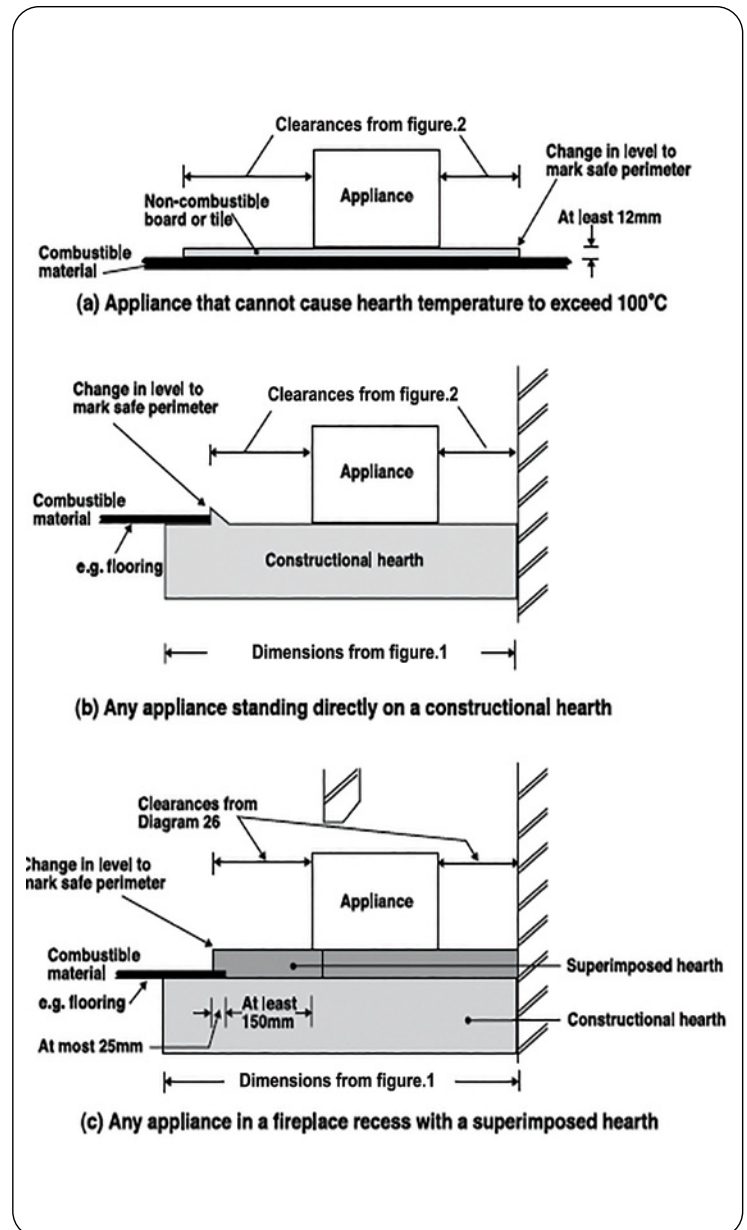 Clearances from figure.2
Change in level to
mark safe perimeter
Appliance
Non-combustible
board or tile
At least 12mm
Combustible
material
(a) Appliance that cannot cause hearth temperature to exceed 100°C
Change in level to
mark safe perimeter
Clearances from figure.2
Appliance
Combustible
material
e.g. flooring
Constructional hearth
Dimensions from figure.1
(b) Any appliance standing directly on a constructional hearth
Clearances from
Diagram 26
Change in level to
mark safe perimeter
Appliance
Combustible
material
Superimposed hearth
e.g. flooring
At least
150mm
Constructional hearth
At most 25mm
Dimensions from figure.1
(c) Any appliance in a fireplace recess with a superimposed hearth